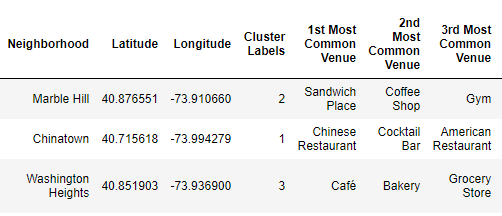 Neighborhood Latitude Longitude Cluster Labels 1st Most Common Venue 2nd Most Common Venue 3rd Most Common Venue
Marble Hill 40.876551 -73.910660 2 Sandwich Place Coffee Shop Gym
Chinatown 40.715618 -73.994279 1 Chinese Restaurant Cocktail Bar American Restaurant
Washington Heights 40.851903 -73.936900 3 Café Bakery Grocery Store